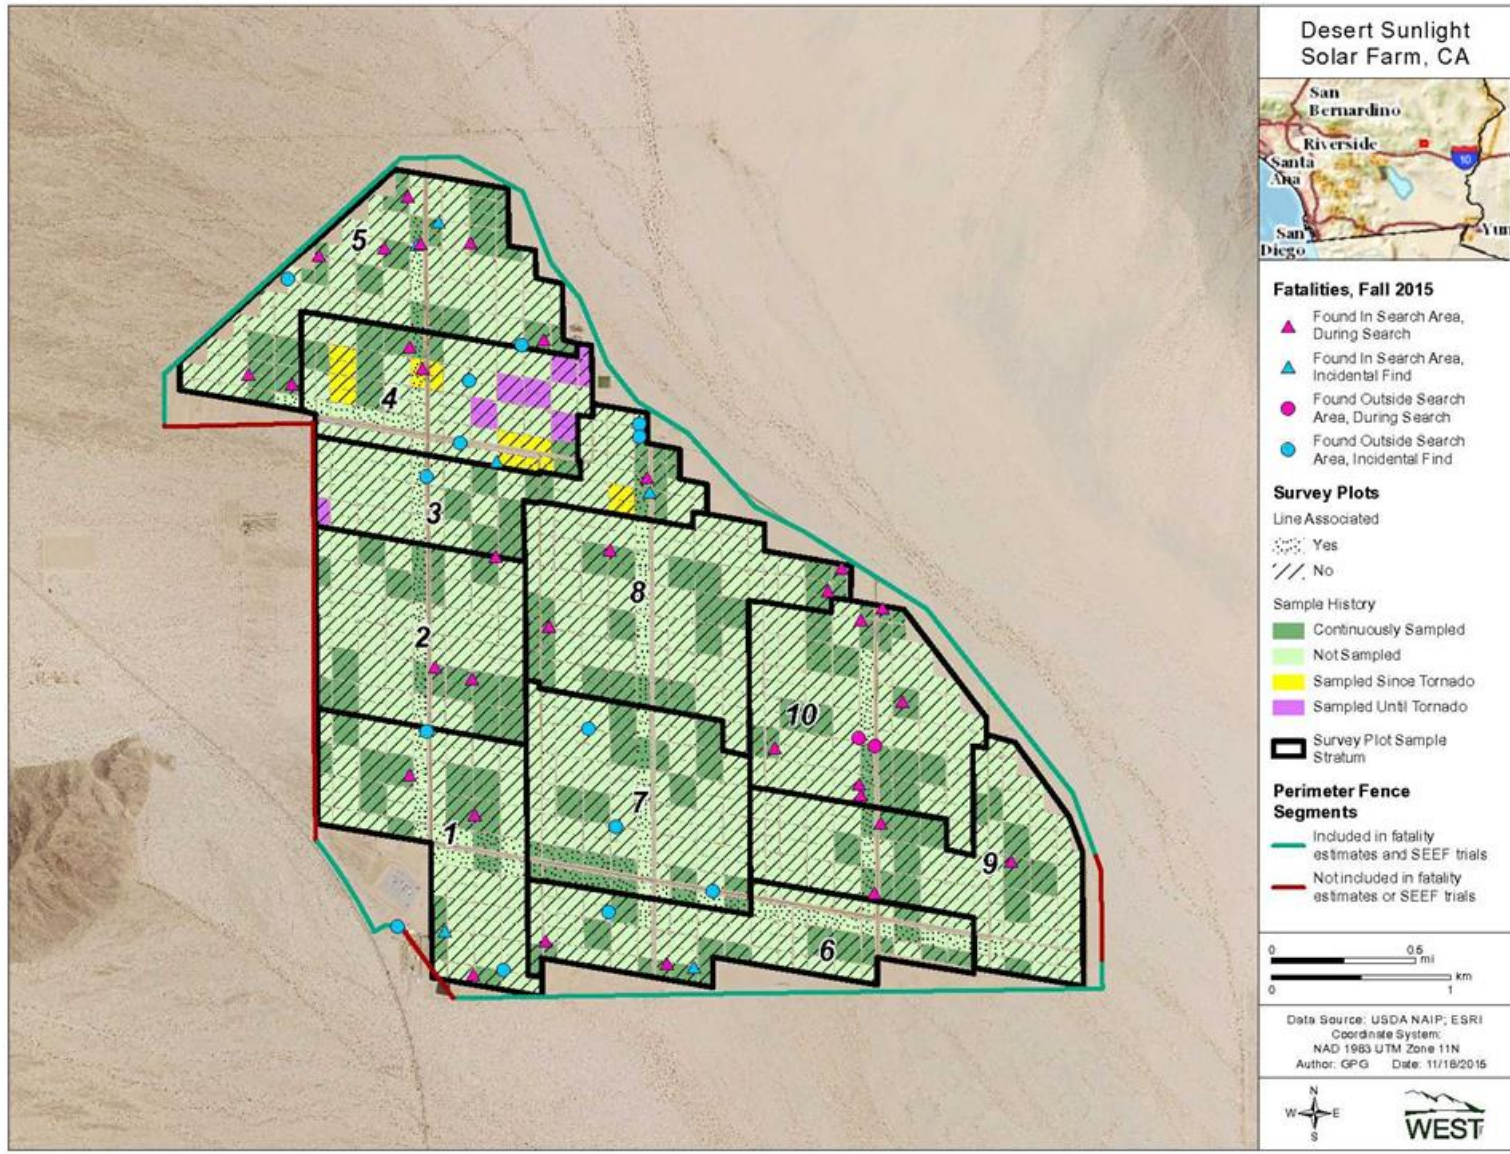 Desert Sunlight
Solar Farm, CA
San
Bernardino
Riverside
Santa
Ana
10
San
Diego
Yum
Fatalities, Fall 2015
Found In Search Area,
During Search
Found In Search Area,
Incidental Find
Found Outside Search
Area, During Search
Found Outside Search
Area, Incidental Find
Survey Plots
Line Associated
Yes
No
Sample History
Continuously Sampled
Not Sampled
Sampled Since Tornado
Sampled Until Tornado
Survey Plot Sample
Stratum
Perimeter Fence
Segments
Included in fatality
estimates and SEEF trials
Not included in fatality
estimates or SEEF trials
0 0.5
mi
km
0 1
Data Source: USDA NAIP; ESRI
Coordinate System:
NAD 1983 UTM Zone 11N
Author: GPG Date: 11/18/2015
N
W E
S
WEST
5
4
3
8
2
10
7
1
9
6